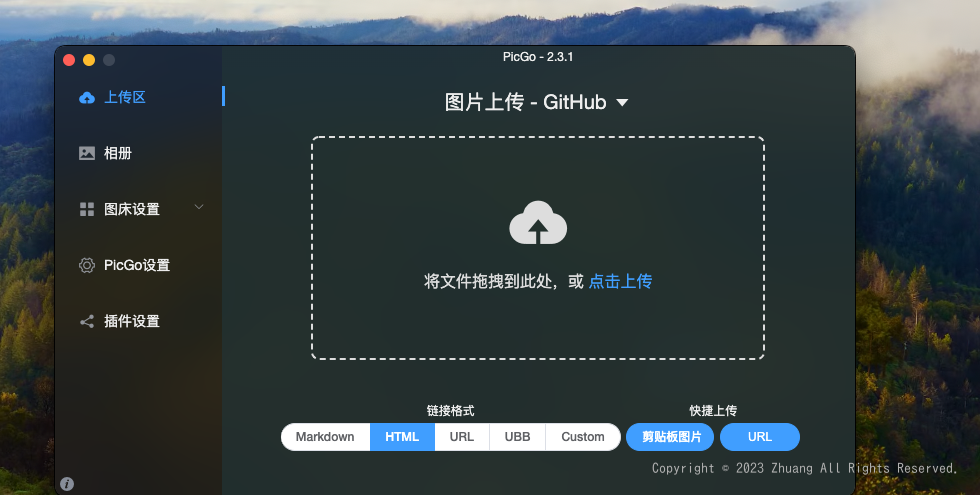 PicGo - 2.3.1
上传区
图片上传 - GitHub
相册
图床设置
PicGo设置
插件设置
将文件拖拽到此处，或 点击上传
链接格式
快捷上传
Markdown HTML URL UBB Custom 剪贴板图片 URL
Copyright © 2023 Zhuang All Rights Reserved.
i